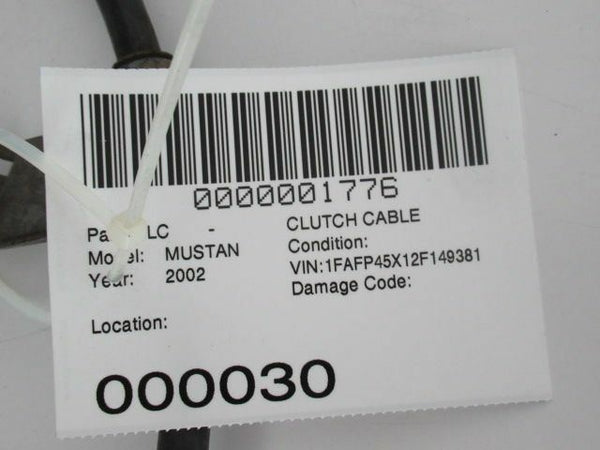 0000001776
LC - CLUTCH CABLE
Model: MUSTAN Condition:
Year: 2002 VIN:1FAFP45X12F149381
Damage Code:
Location:
000030